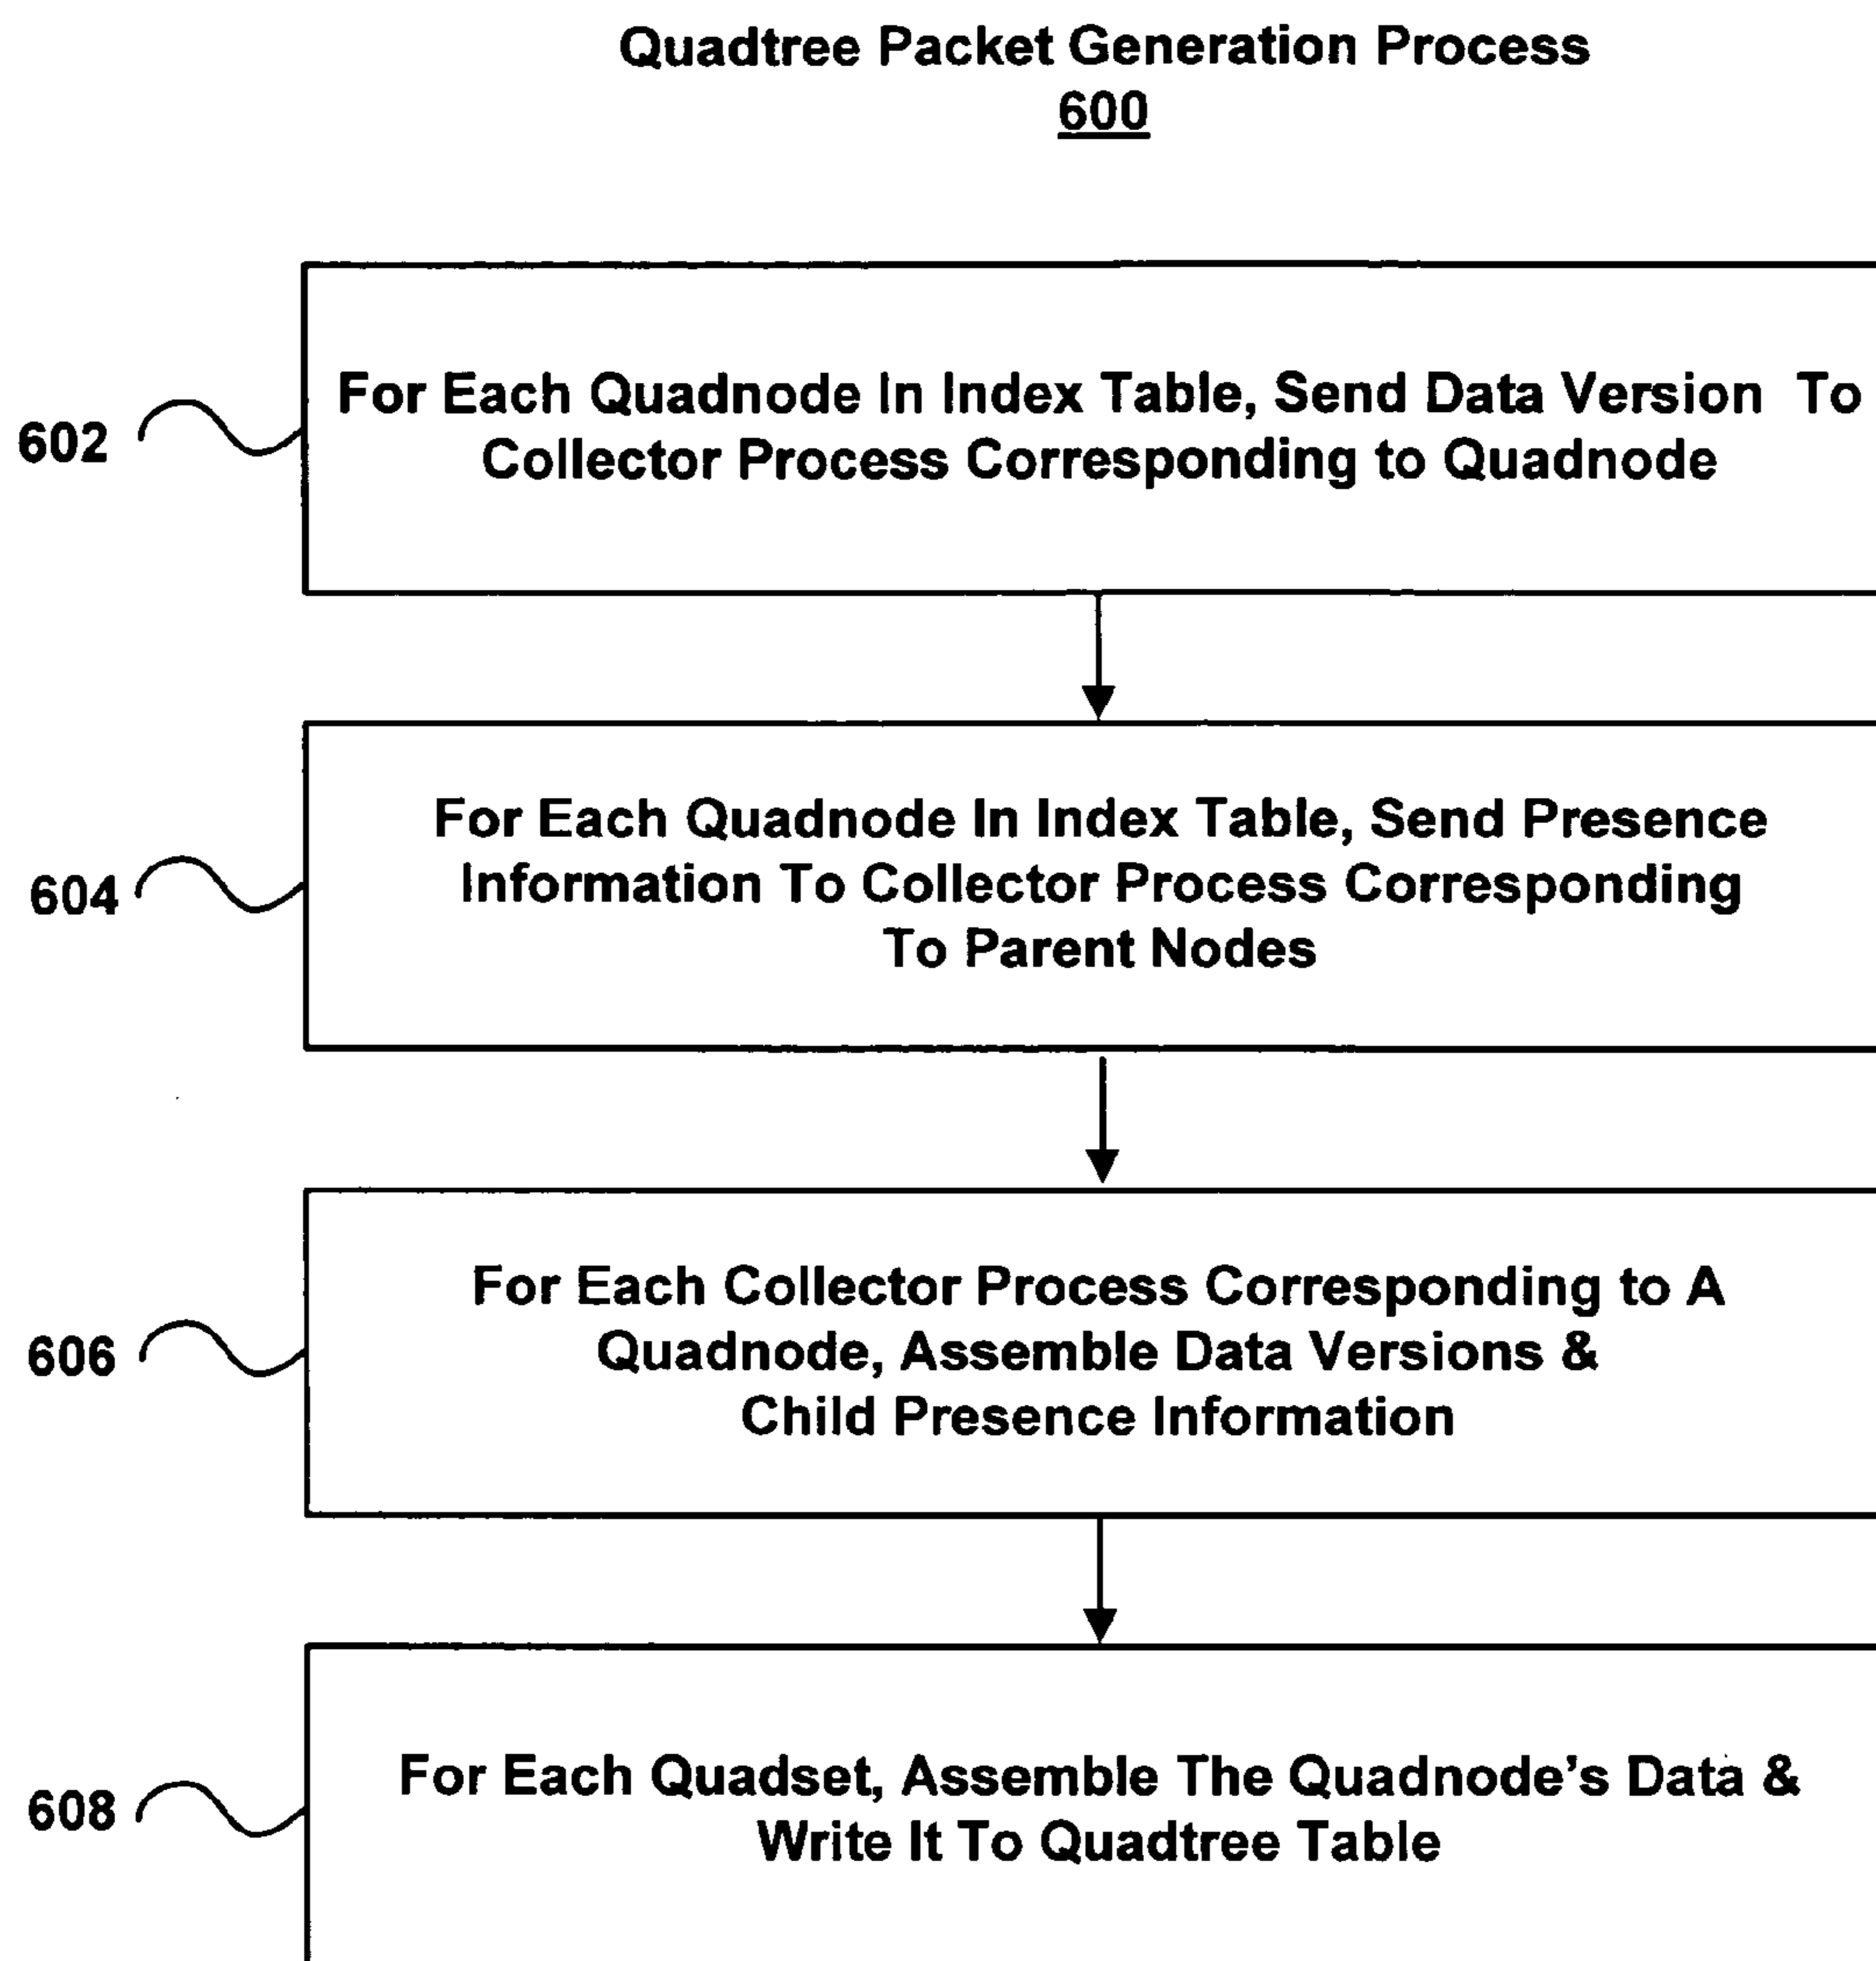 Quadtree Packet Generation Process
600
602
For Each Quadnode In Index Table, Send Data Version To
Collector Process Corresponding to Quadnode
604
For Each Quadnode In Index Table, Send Presence
Information To Collector Process Corresponding
To Parent Nodes
606
For Each Collector Process Corresponding to A
Quadnode, Assemble Data Versions &
Child Presence Information
608
For Each Quadset, Assemble The Quadnode's Data &
Write It To Quadtree Table